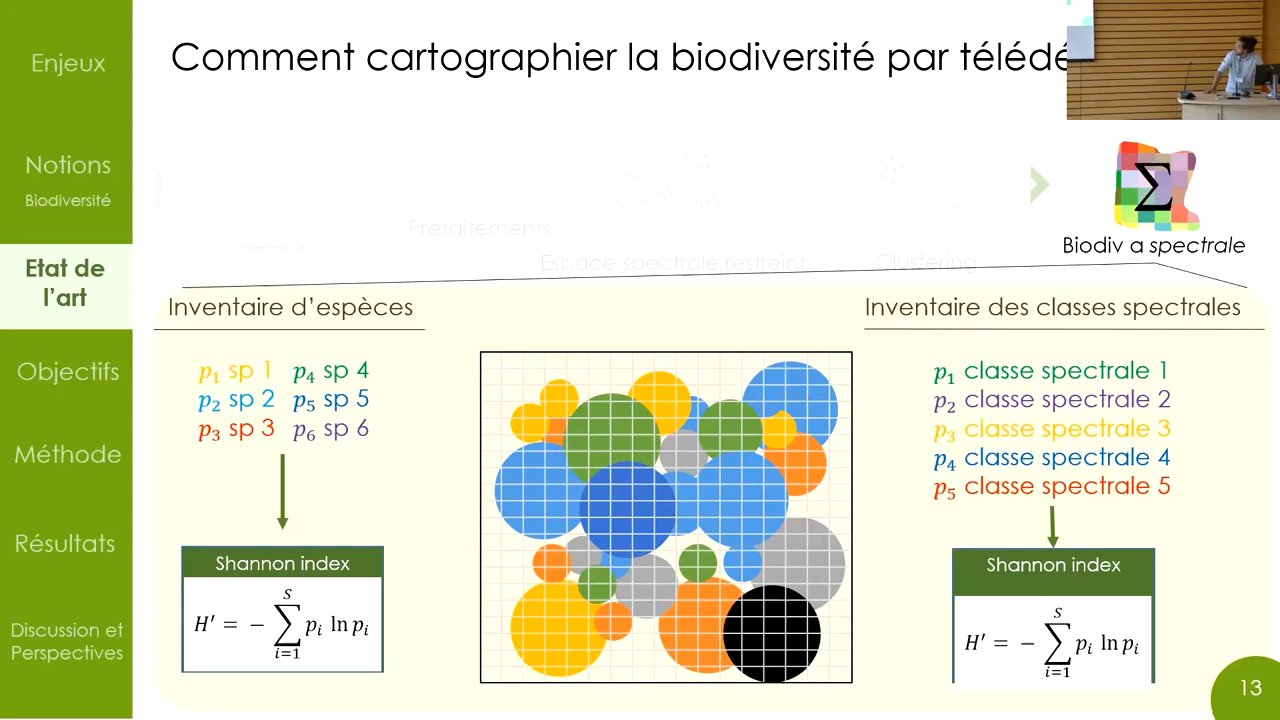 Enjeux
Notions
Biodiversité
Etat de
l’art
Objectifs
Méthode
Résultats
Discussion et
Perspectives
Comment cartographier la biodiversité par
Biodiv α spectrale
Prétaitements
Espace spectrale restreint
Clustering
Inventaire d’espèces
p₁ sp 1 p₄ sp 4
p₂ sp 2 p₅ sp 5
p₃ sp 3 p₆ sp 6
Shannon index
H′ = − ∑ᵢ₌₁ˢ pᵢ ln pᵢ
Inventaire des classes spectrales
p₁ classe spectrale 1
p₂ classe spectrale 2
p₃ classe spectrale 3
p₄ classe spectrale 4
p₅ classe spectrale 5
Shannon index
H′ = − ∑ᵢ₌₁ˢ pᵢ ln pᵢ
Σ
13